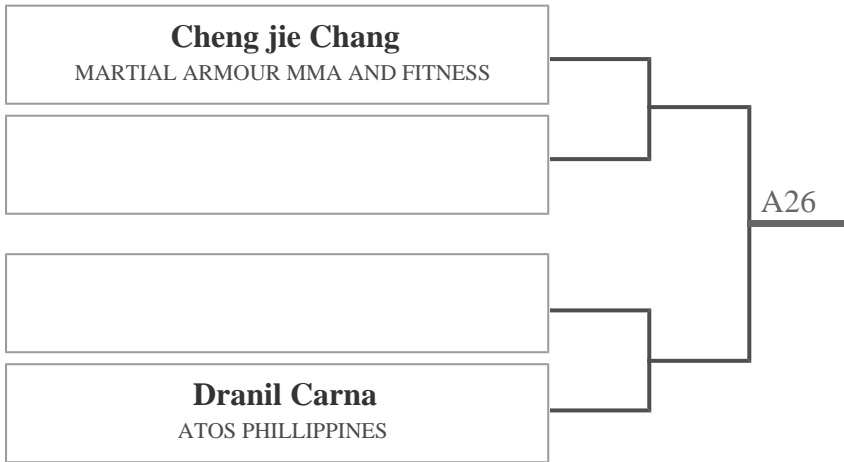 Cheng jie Chang
MARTIAL ARMOUR MMA AND FITNESS
A26
Dranil Carna
ATOS PHILLIPPINES